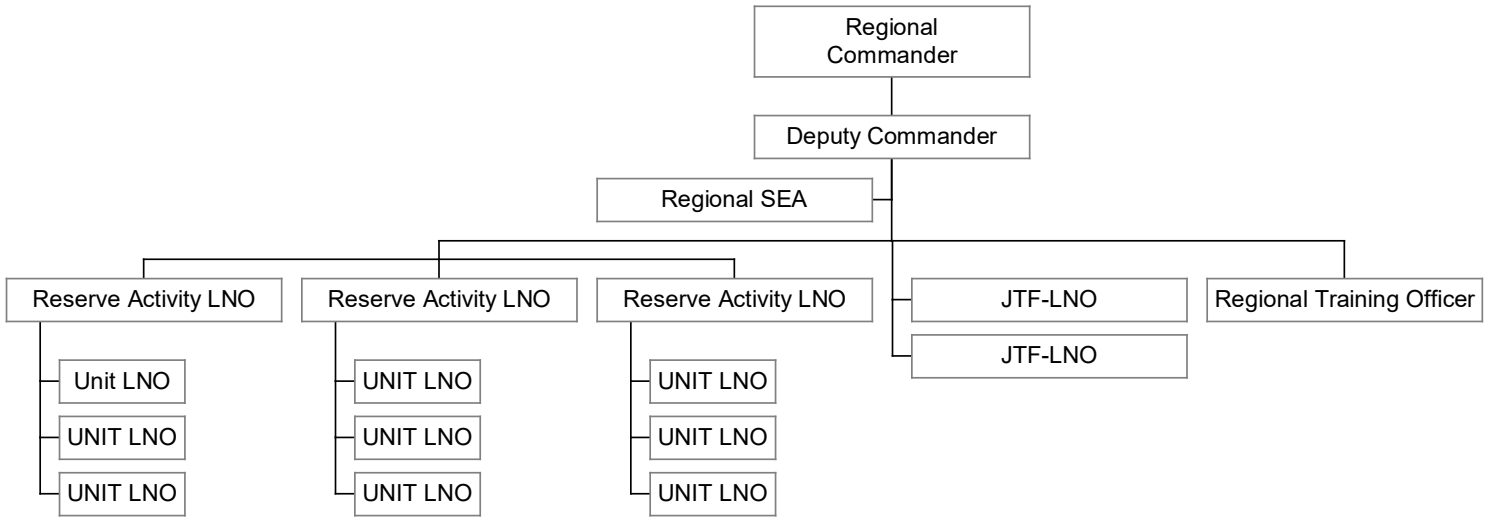 Regional
Commander
Deputy Commander
Regional SEA
Reserve Activity LNO
Reserve Activity LNO
Reserve Activity LNO
JTF-LNO
Regional Training Officer
JTF-LNO
Unit LNO
UNIT LNO
UNIT LNO
UNIT LNO
UNIT LNO
UNIT LNO
UNIT LNO
UNIT LNO
UNIT LNO